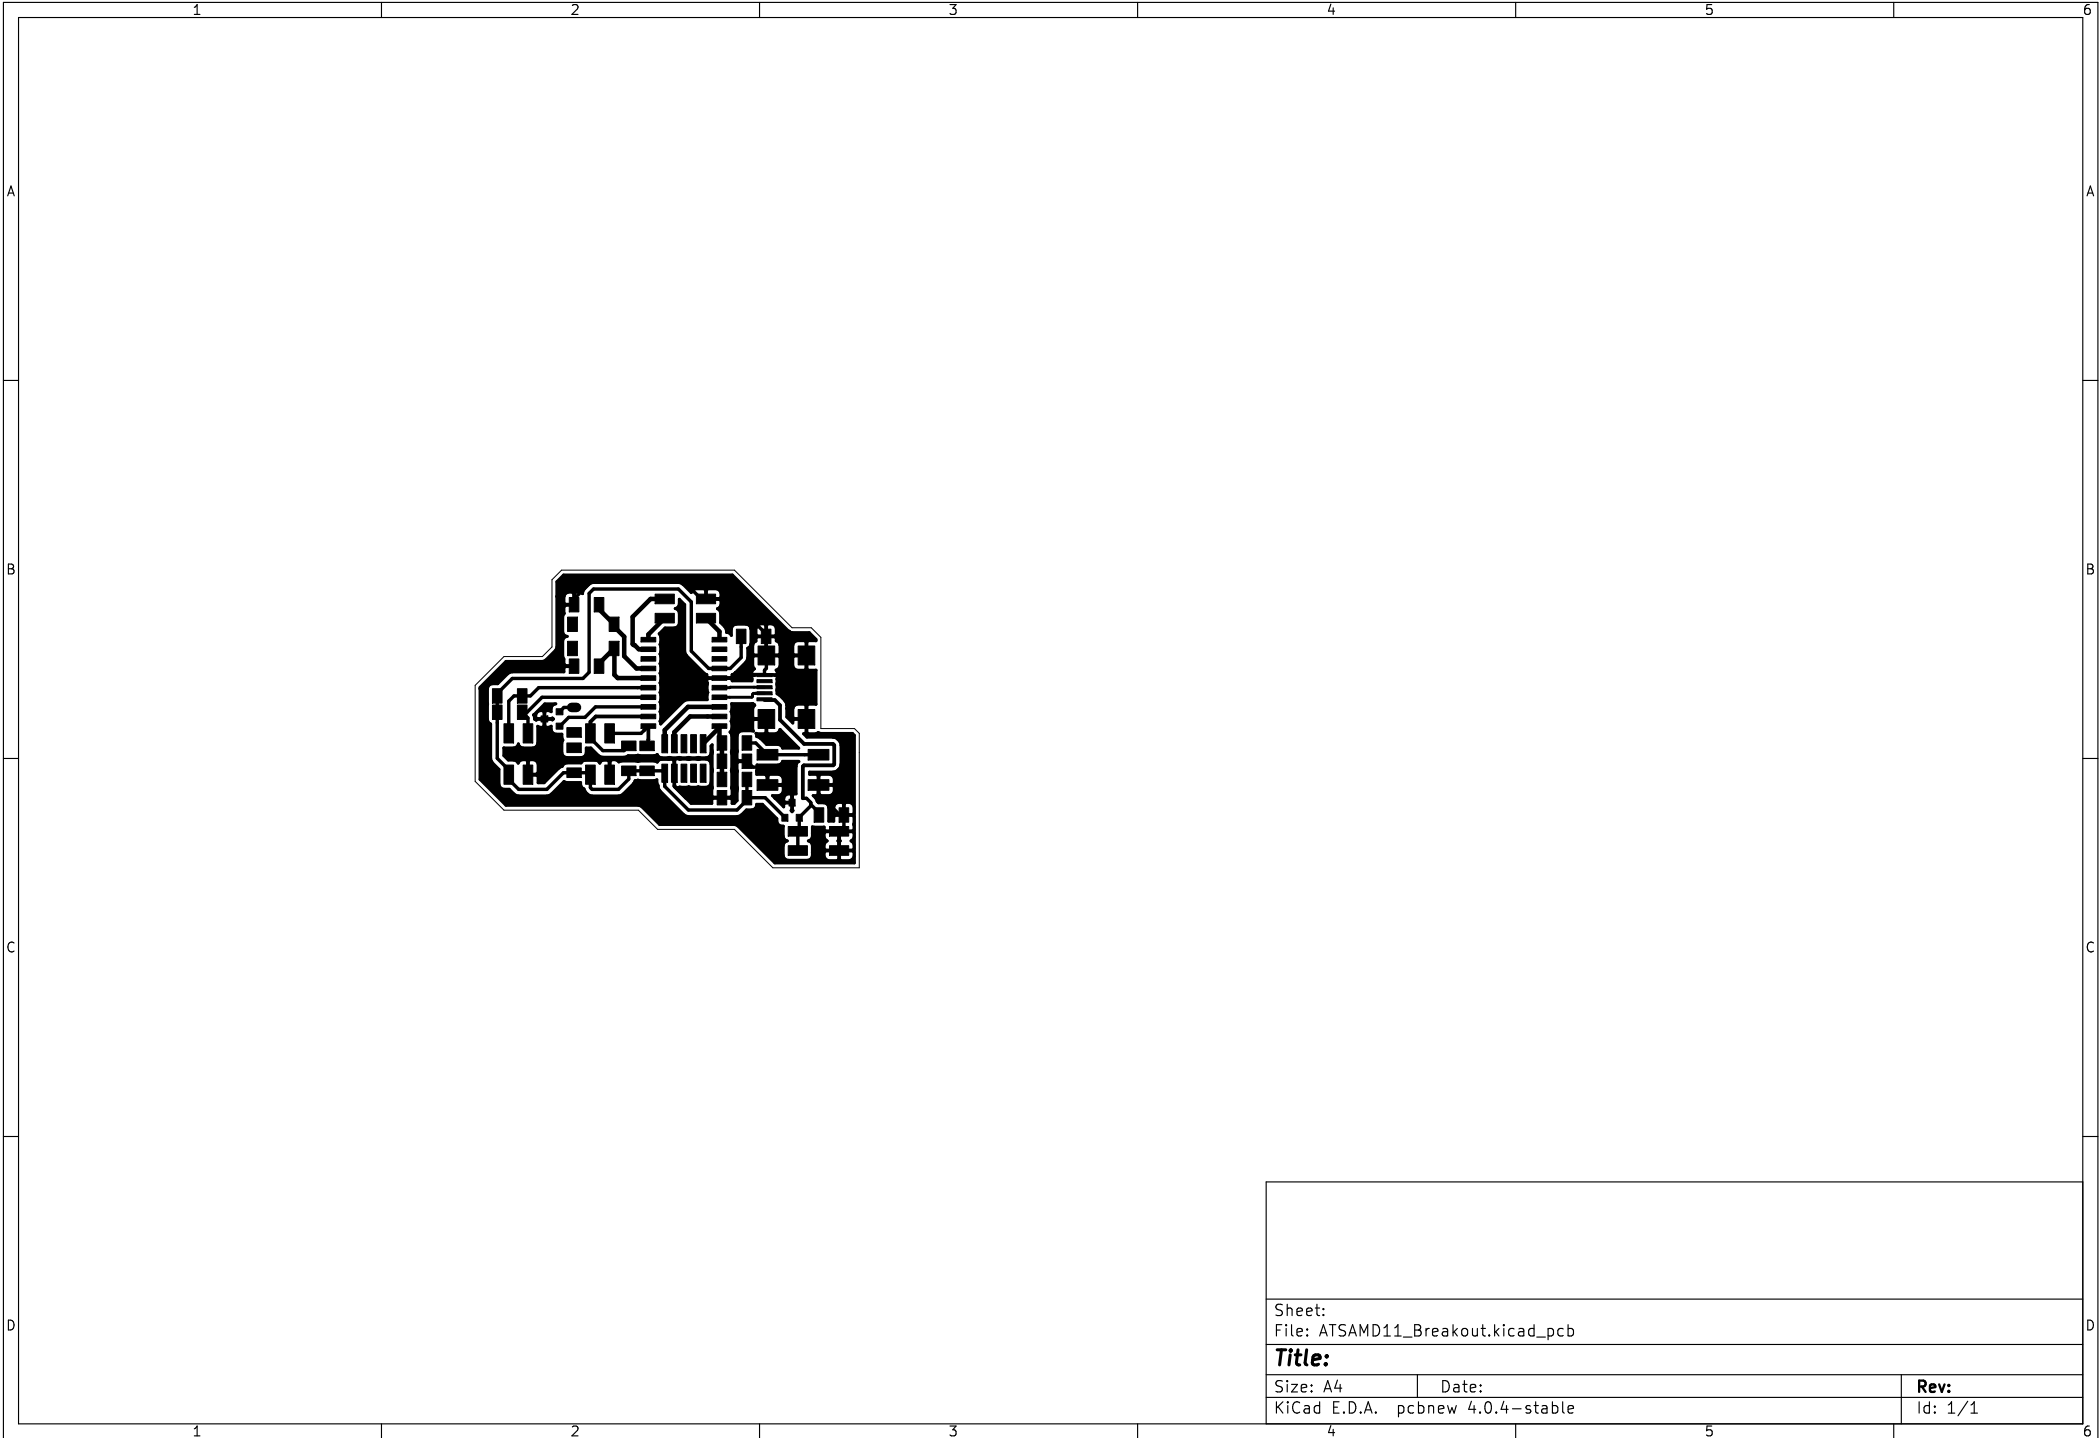 1 2 3 4 5 6
A A
B B
C C
Sheet:
D D
File: ATSAMD11_Breakout.kicad_pcb
Title:
Size: A4 Date: Rev:
KiCad E.D.A. pcbnew 4.0.4-stable Id: 1/1
1 2 3 4 5 6